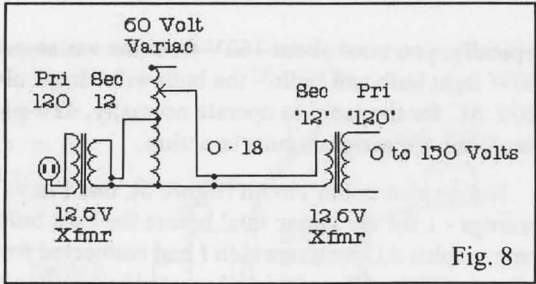 60 Volt
Variac
Pri Sec
120 12
Sec Pri
"12" "120"
0 - 18
0 to 150 Volts
12.6V
Xfmr
12.6V
Xfmr
Fig. 8